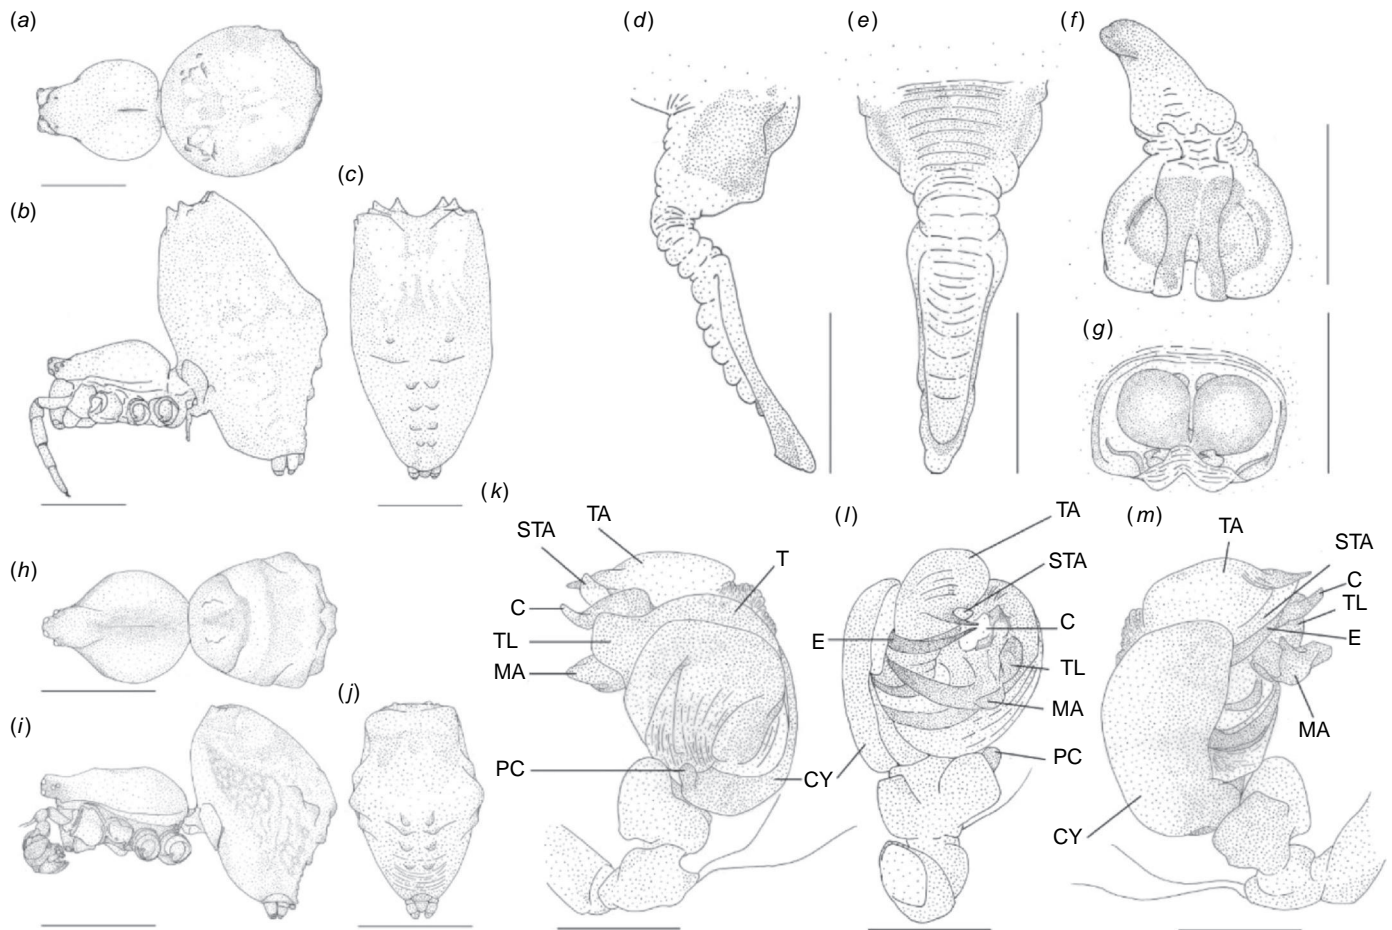 (a)
(b)
(c)
(d)
(e)
(f)
(g)
(h)
(i)
(j)
(k)
STA
TA
T
C
TL
MA
PC
CY
(l)
TA
STA
E
C
TL
MA
PC
(m)
TA
STA
C
TL
E
MA
CY